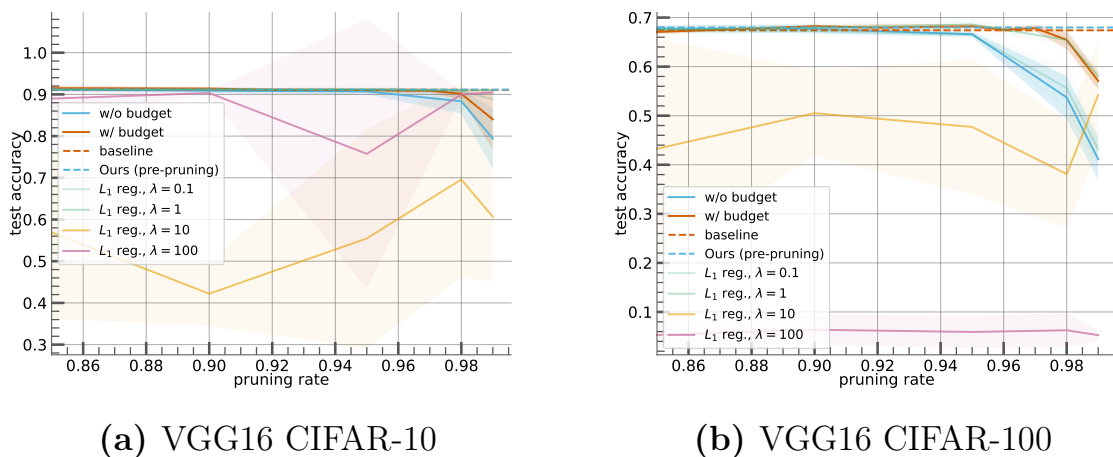 1.0
0.9
0.8
0.7
0.6
0.5
0.4
0.3
test accuracy
w/o budget
w/ budget
baseline
Ours (pre-pruning)
L₁ reg., λ = 0.1
L₁ reg., λ = 1
L₁ reg., λ = 10
L₁ reg., λ = 100
0.86 0.88 0.90 0.92 0.94 0.96 0.98
pruning rate
(a) VGG16 CIFAR-10
0.7
0.6
0.5
0.4
0.3
0.2
0.1
test accuracy
w/o budget
w/ budget
baseline
Ours (pre-pruning)
L₁ reg., λ = 0.1
L₁ reg., λ = 1
L₁ reg., λ = 10
L₁ reg., λ = 100
0.86 0.88 0.90 0.92 0.94 0.96 0.98
pruning rate
(b) VGG16 CIFAR-100